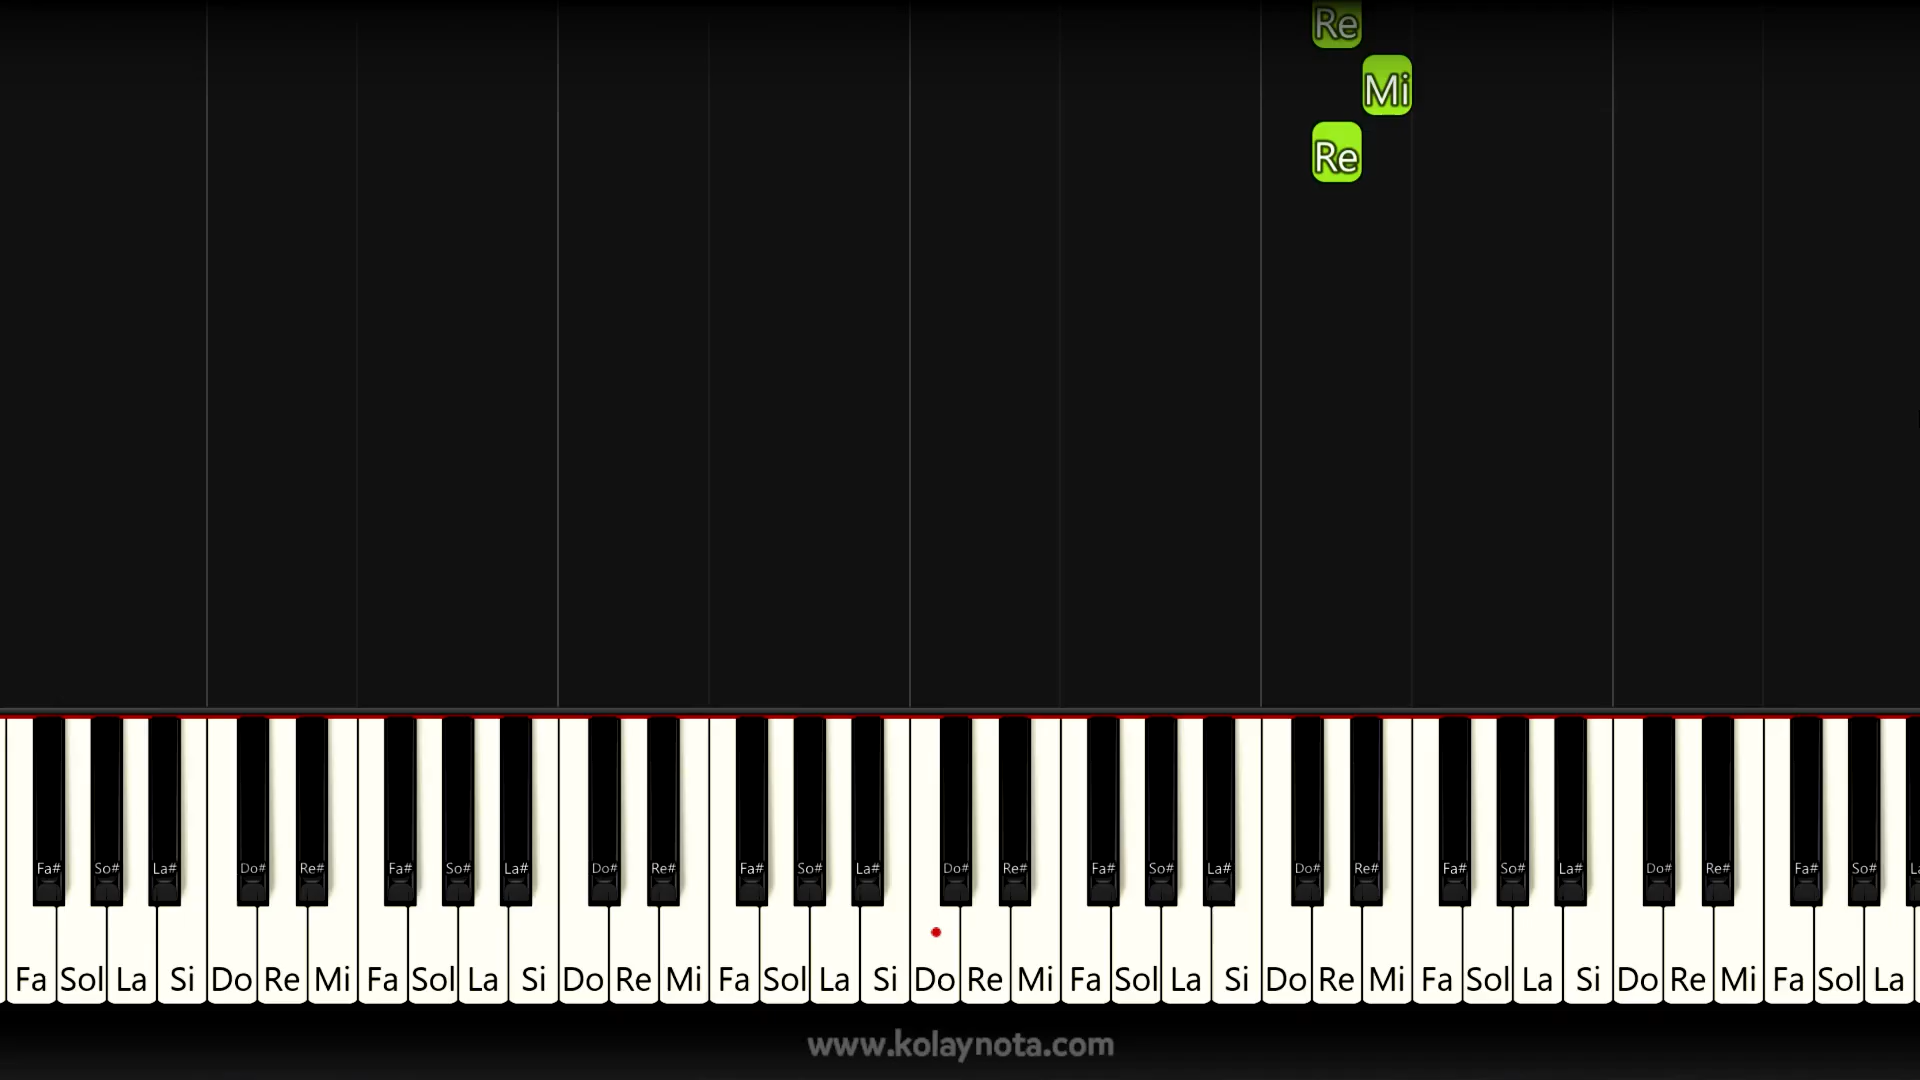 Re
Mi
Re
Fa# So# La# Do# Re# Fa# So# La# Do# Re# Fa# So# La# Do# Re# Fa# So# La# Do# Re# Fa# So# La# Do# Re# Fa# So#
Fa Sol La Si Do Re Mi Fa Sol La Si Do Re Mi Fa Sol La Si Do Re Mi Fa Sol La Si Do Re Mi Fa Sol La Si Do Re Mi Fa Sol La
www.kolaynota.com